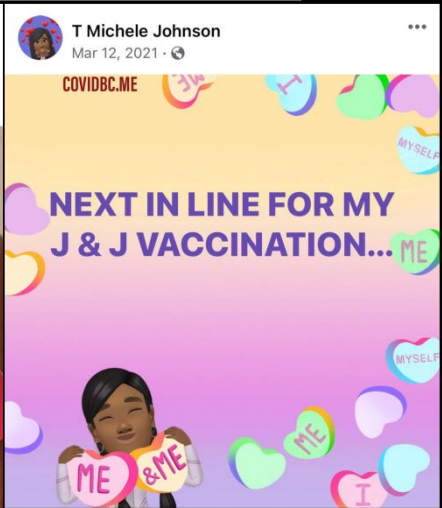 T Michele Johnson
Mar 12, 2021 ·
COVIDBC.ME
ME
I
MYSELF
NEXT IN LINE FOR MY
J & J VACCINATION...
ME
MYSELF
ME
ME &ME
I